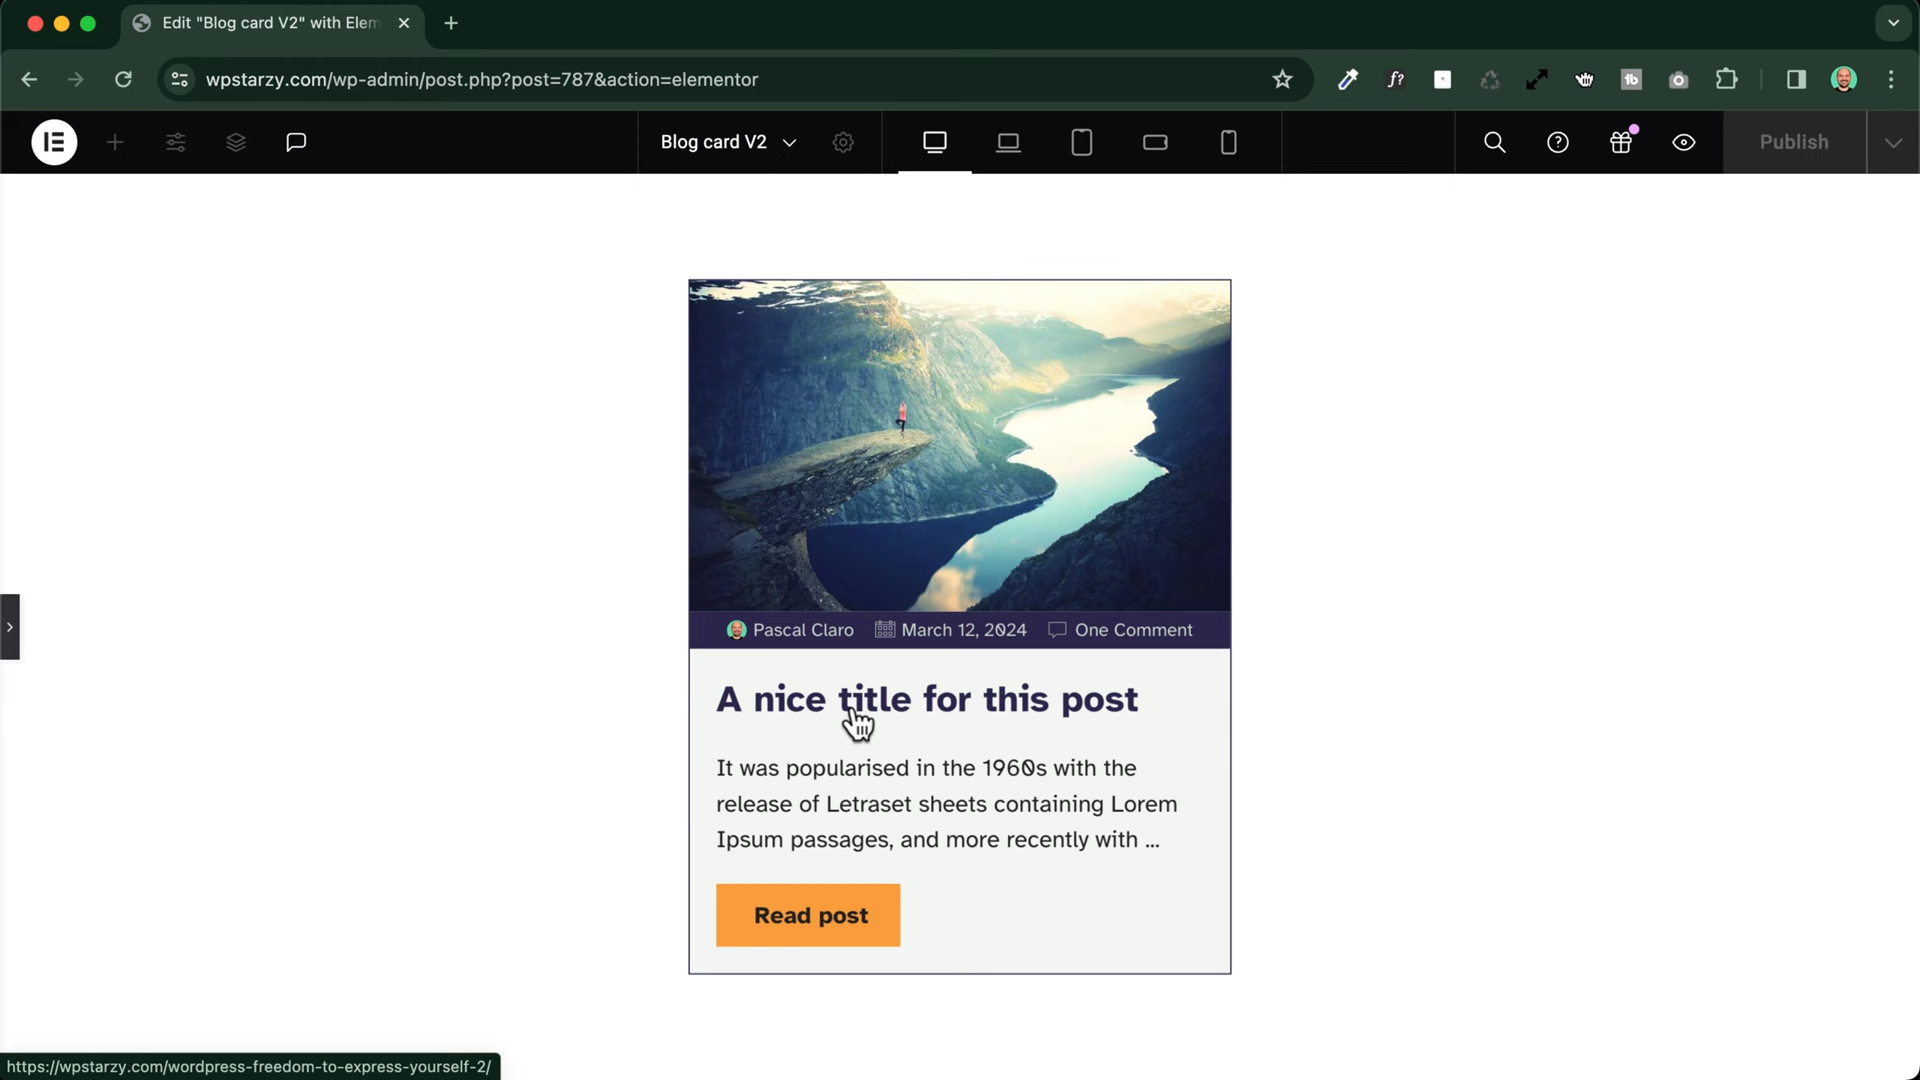 Edit "Blog card V2" with Elem
wpstarzy.com/wp-admin/post.php?post=787&action=elementor
f?
tb
Blog card V2
Publish
Pascal Claro
March 12, 2024
One Comment
A nice title for this post
It was popularised in the 1960s with the
release of Letraset sheets containing Lorem
Ipsum passages, and more recently with ...
Read post
https://wpstarzy.com/wordpress-freedom-to-express-yourself-2/